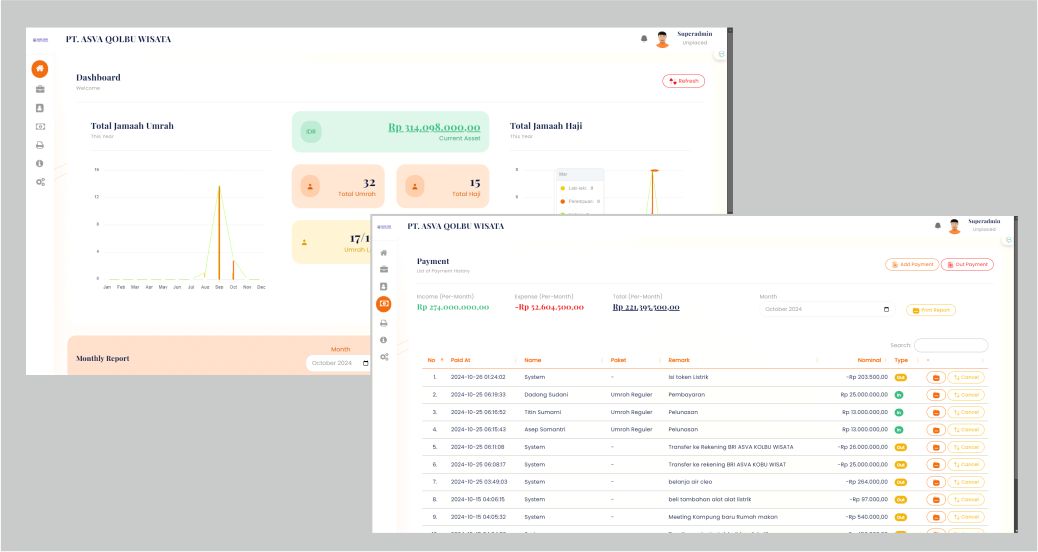 PT. ASVA QOLBU WISATA
Superadmin
Unplaced
Dashboard
Welcome
Refresh
Total Jamaah Umrah
This Year
16
12
8
4
0
Jan Feb Mar Apr May Jun Jul Aug Sep Oct Nov Dec
IDR
Rp 314,098.000,00
Current Asset
32
Total Umroh
15
Total Haji
17/1
Umroh L
Total Jamaah Haji
This Year
8
6
Mar
Laki-laki: 8
Perempuan: 8
Monthly Report
Month
October 2024
PT. ASVA QOLBU WISATA
Superadmin
Unplaced
Payment
List of Payment History
Add Payment
Out Payment
Income (Per-Month)
Rp 274.000.000,00
Expense (Per-Month)
-Rp 52.604.500,00
Total (Per-Month)
Rp 221.395.500,00
Month
October 2024
Print Report
Search:
No Paid At Name Paket Remark Nominal Type -
1. 2024-10-26 01:24:02 System - Isi token Listrik -Rp 203.500,00 Out Cancel
2. 2024-10-25 06:19:33 Dadang Sudani Umroh Reguler Pembayaran Rp 25.000.000,00 In Cancel
3. 2024-10-25 06:16:52 Titin Sumarni Umroh Reguler Pelunasan Rp 13.000.000,00 In Cancel
4. 2024-10-25 06:15:43 Asep Somantri Umroh Reguler Pelunasan Rp 13.000.000,00 In Cancel
5. 2024-10-25 06:11:08 System - Transfer ke Rekening BRI ASVA KOLBU WISATA -Rp 26.000.000,00 Out Cancel
6. 2024-10-25 06:08:17 System - Transfer ke rekening BRI ASVA KOBU WISAT -Rp 25.000.000,00 Out Cancel
7. 2024-10-25 03:49:03 System - belanja air cleo -Rp 264.000,00 Out Cancel
8. 2024-10-15 04:06:15 System - beli tambahan alat alat listrik -Rp 97.000,00 Out Cancel
9. 2024-10-15 04:05:32 System - Meeting Kampung baru Rumah makan -Rp 540.000,00 Out Cancel